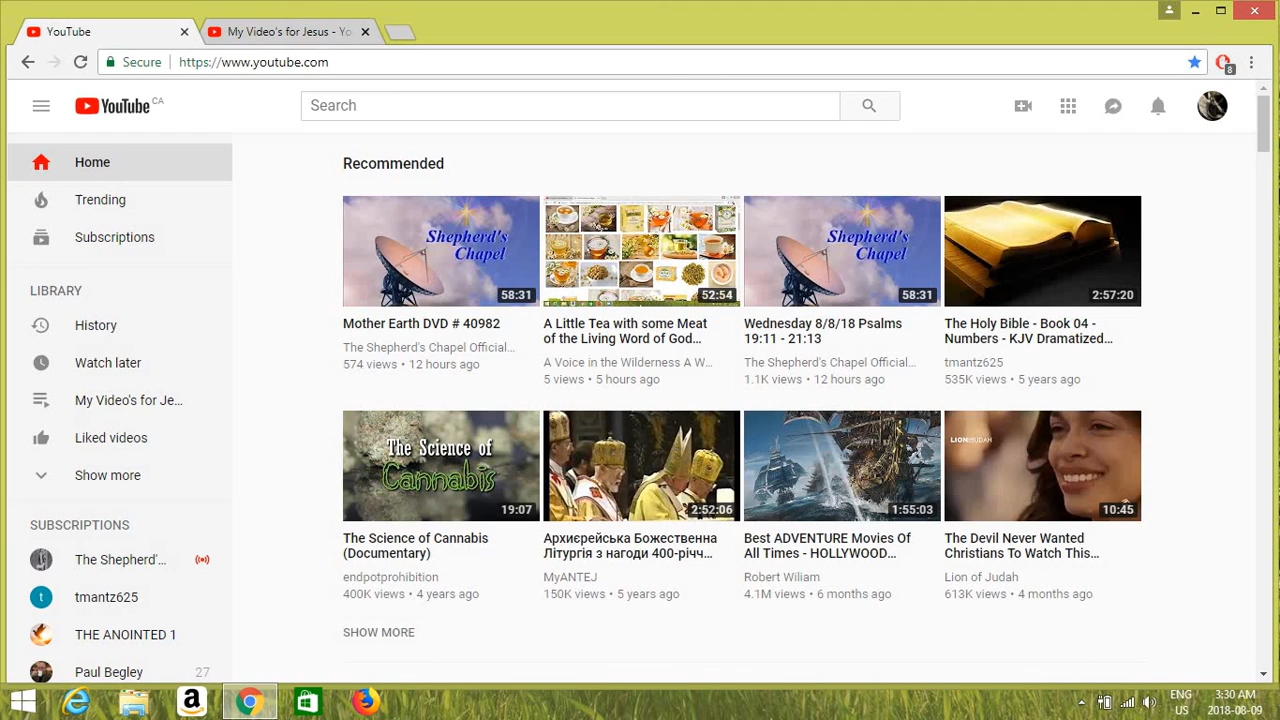 YouTube
My Video's for Jesus - Yo
Secure
https://www.youtube.com
8
YouTube CA
Search
Home
Trending
Subscriptions
LIBRARY
History
Watch later
My Video's for Je...
Liked videos
Show more
SUBSCRIPTIONS
The Shepherd'...
t tmantz625
THE ANOINTED 1
Paul Begley 27
Recommended
Shepherd's
Chapel
58:31
52:54
Shepherd's
Chapel
58:31
2:57:20
Mother Earth DVD # 40982
The Shepherd's Chapel Official...
574 views • 12 hours ago
A Little Tea with some Meat
of the Living Word of God...
A Voice in the Wilderness A W...
5 views • 5 hours ago
Wednesday 8/8/18 Psalms
19:11 - 21:13
The Shepherd's Chapel Official...
1.1K views • 12 hours ago
The Holy Bible - Book 04 -
Numbers - KJV Dramatized...
tmantz625
535K views • 5 years ago
The Science of
Cannabis
19:07
2:52:06
1:55:03
LION OF JUDAH
10:45
The Science of Cannabis
(Documentary)
endpotprohibition
400K views • 4 years ago
Архиєрейська Божественна
Літургія з нагоди 400-річч...
MyANTEJ
150K views • 5 years ago
Best ADVENTURE Movies Of
All Times - HOLLYWOOD...
Robert Wiliam
4.1M views • 6 months ago
The Devil Never Wanted
Christians To Watch This...
Lion of Judah
613K views • 4 months ago
SHOW MORE
a
ENG
US
3:30 AM
2018-08-09